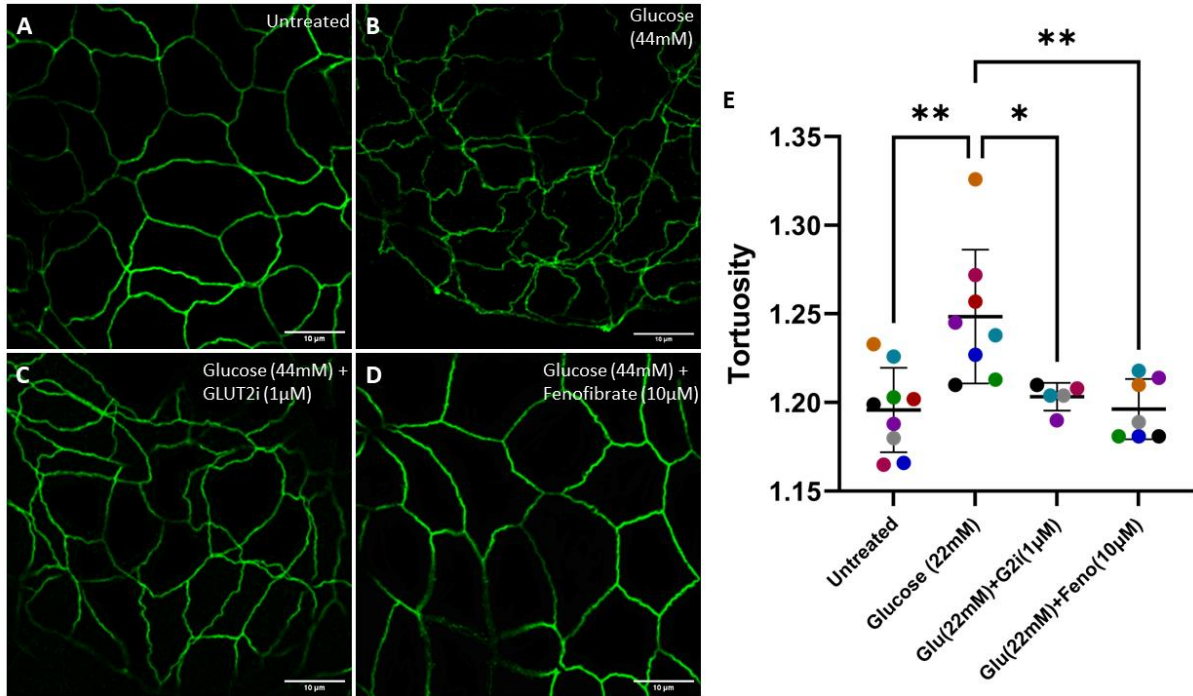 A
Untreated
10 µm
B
Glucose
(44mM)
10 µm
C
Glucose (44mM) +
GLUT2i (1µM)
10 µm
D
Glucose (44mM) +
Fenofibrate (10µM)
10 µm
E
**
**
*
Tortuosity
1.35
1.30
1.25
1.20
1.15
Untreated
Glucose (22mM)
Glu(22mM)+G2i(1µM)
Glu(22mM)+Feno(10µM)